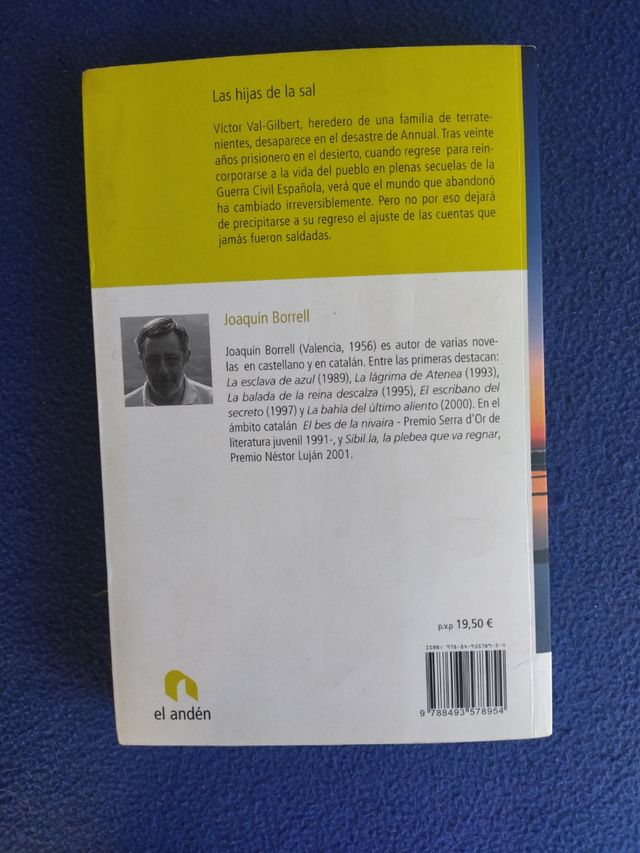 Las hijas de la sal
Víctor Val-Gilbert, heredero de una familia de terrate-
nientes, desaparece en el desastre de Annual. Tras veinte
años prisionero en el desierto, cuando regrese para rein-
corporarse a la vida del pueblo en plenas secuelas de la
Guerra Civil Española, verá que el mundo que abandonó
ha cambiado irreversiblemente. Pero no por eso dejará
de precipitarse a su regreso el ajuste de las cuentas que
jamás fueron saldadas.
Joaquín Borrell
Joaquín Borrell (Valencia, 1956) es autor de varias nove-
las en castellano y en catalán. Entre las primeras destacan:
La esclava de azul (1989), La lágrima de Atenea (1993),
La balada de la reina descalza (1995), El escribano del
secreto (1997) y La bahía del último aliento (2000). En el
ámbito catalán El bes de la nivaira - Premio Serra d'Or de
literatura juvenil 1991-, y Sibil.la, la plebea que va regnar,
Premio Néstor Luján 2001.
p.v.p 19,50 €
ISBN: 978-84-935789-5-4
9 788493 578954
el andén